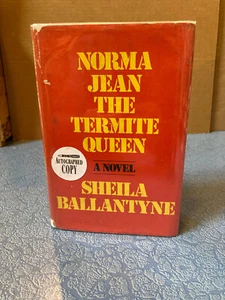 NORMA
JEAN
THE
TERMITE
QUEEN
AUTOGRAPHED
COPY
A NOVEL
SHEILA
BALLANTYNE